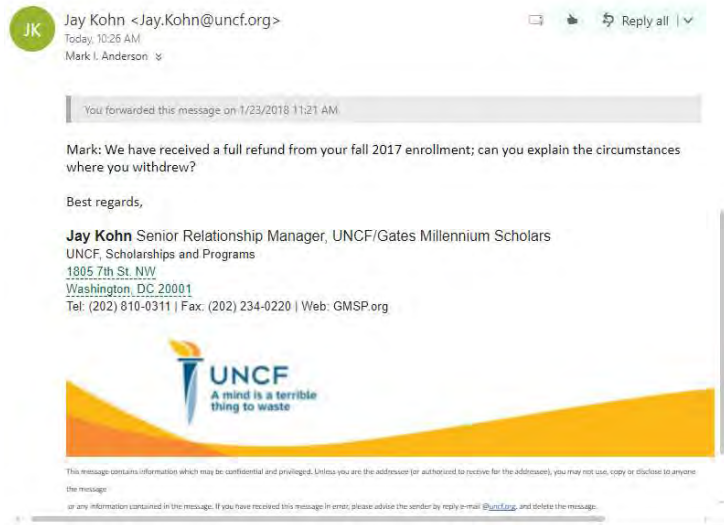 JK
Jay Kohn <Jay.Kohn@uncf.org>
Today, 10:26 AM
Mark I. Anderson
Reply all
You forwarded this message on 1/23/2018 11:21 AM
Mark: We have received a full refund from your fall 2017 enrollment; can you explain the circumstances
where you withdrew?
Best regards,
Jay Kohn Senior Relationship Manager, UNCF/Gates Millennium Scholars
UNCF, Scholarships and Programs
1805 7th St. NW
Washington, DC 20001
Tel: (202) 810-0311 | Fax: (202) 234-0220 | Web: GMSP.org
UNCF
A mind is a terrible
thing to waste
This message contains information which may be confidential and privileged. Unless you are the addressee (or authorized to receive for the addressee), you may not use, copy or disclose to anyone
the message
or any information contained in the message. If you have received this message in error, please advise the sender by reply e-mail @uncf.org, and delete the message.